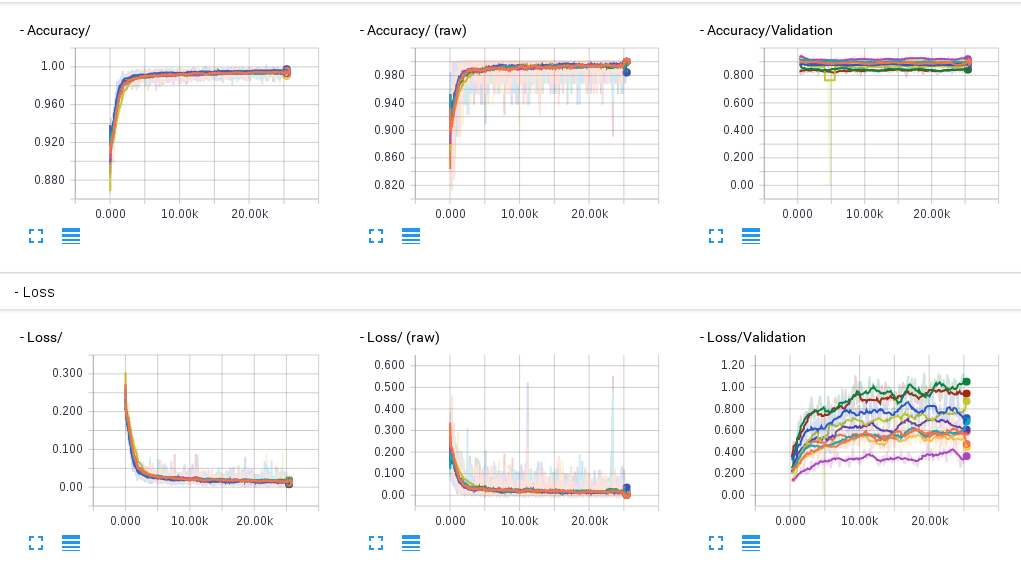 - Accuracy/
- Accuracy/ (raw)
- Accuracy/Validation
1.00
0.960
0.920
0.880
0.000 10.00k 20.00k
0.980
0.940
0.900
0.860
0.820
0.000 10.00k 20.00k
0.800
0.600
0.400
0.200
0.00
0.000 10.00k 20.00k
- Loss
- Loss/
- Loss/ (raw)
- Loss/Validation
0.300
0.200
0.100
0.00
0.000 10.00k 20.00k
0.600
0.500
0.400
0.300
0.200
0.100
0.00
0.000 10.00k 20.00k
1.20
1.00
0.800
0.600
0.400
0.200
0.00
0.000 10.00k 20.00k